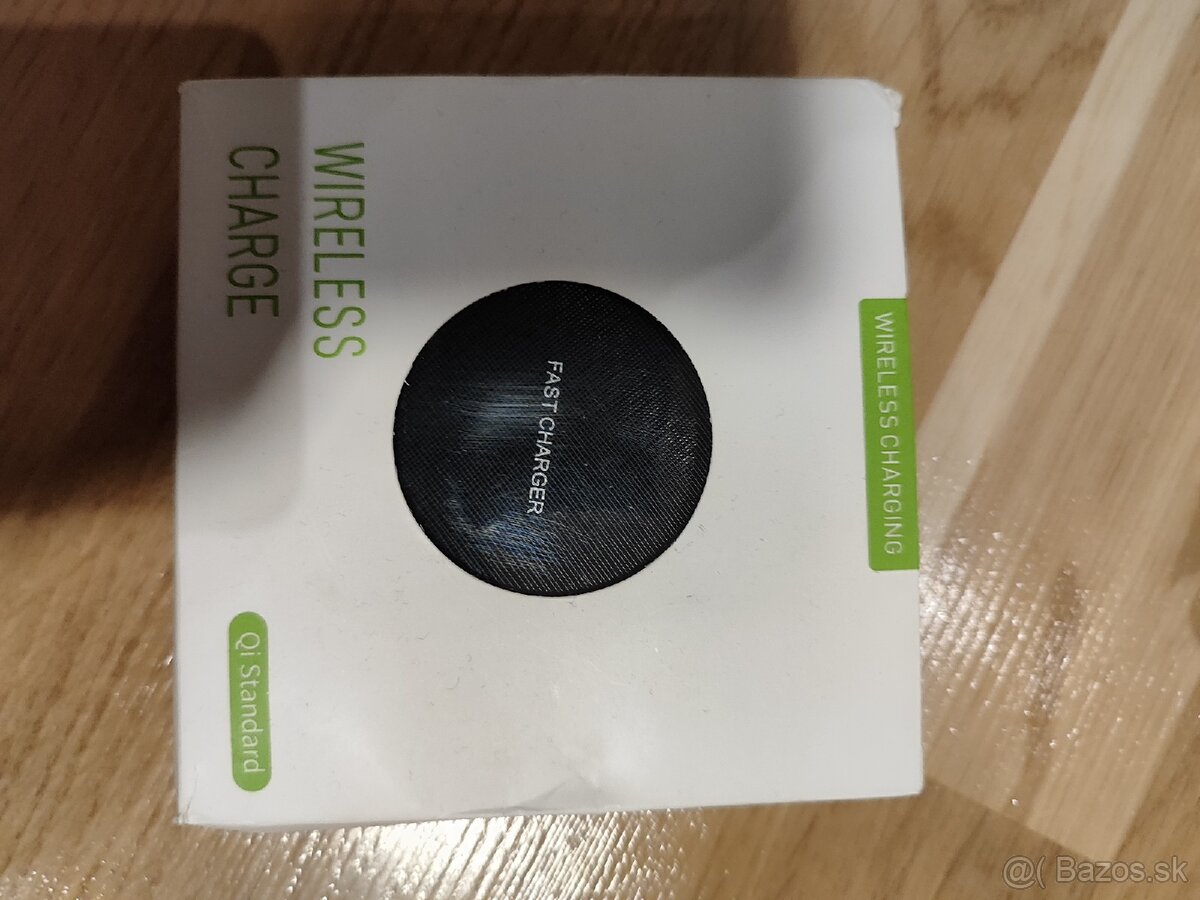 WIRELESS CHARGING
FAST CHARGER
WIRELESS
CHARGE
Qi Standard
@( Bazos.sk